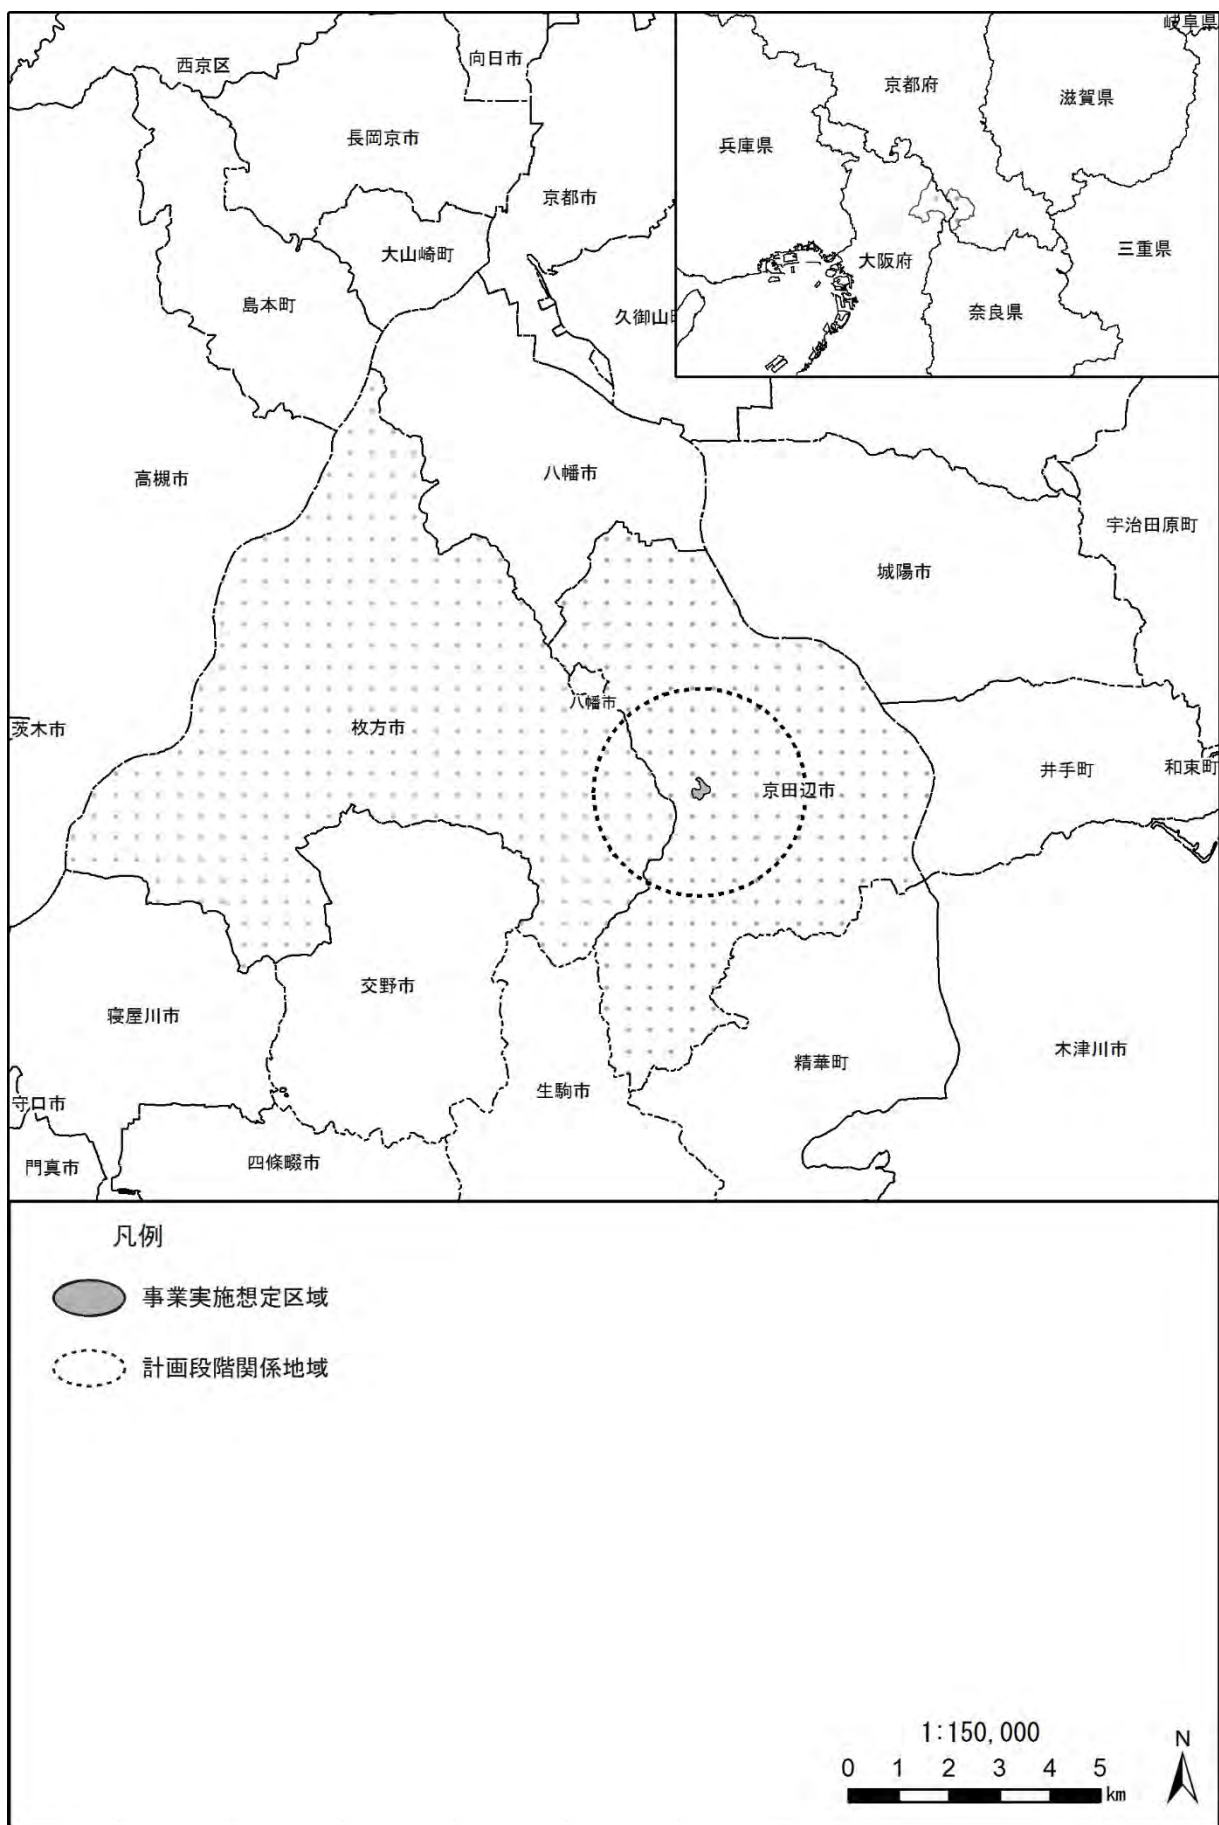 西京区
向日市
長岡京市
京都市
大山崎町
島本町
久御山町
岐阜県
京都府
滋賀県
兵庫県
大阪府
三重県
奈良県
高槻市
八幡市
宇治田原町
城陽市
八幡市
茨木市
枚方市
京田辺市
井手町
和束町
交野市
寝屋川市
木津川市
精華町
生駒市
守口市
門真市
四條畷市
凡例
事業実施想定区域
計画段階関係地域
1:150,000
N
0 1 2 3 4 5
km